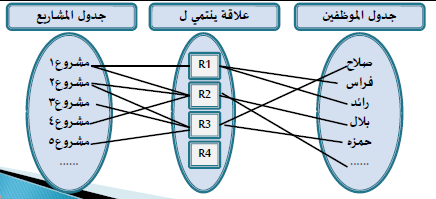 جدول الموظفين
علاقة ينتمي ل
جدول المشاريع
صلاح
فراس
رائد
بلال
حمزه
......
R1
R2
R3
R4
مشروع١
مشروع٢
مشروع٣
مشروع٤
مشروع٥
......